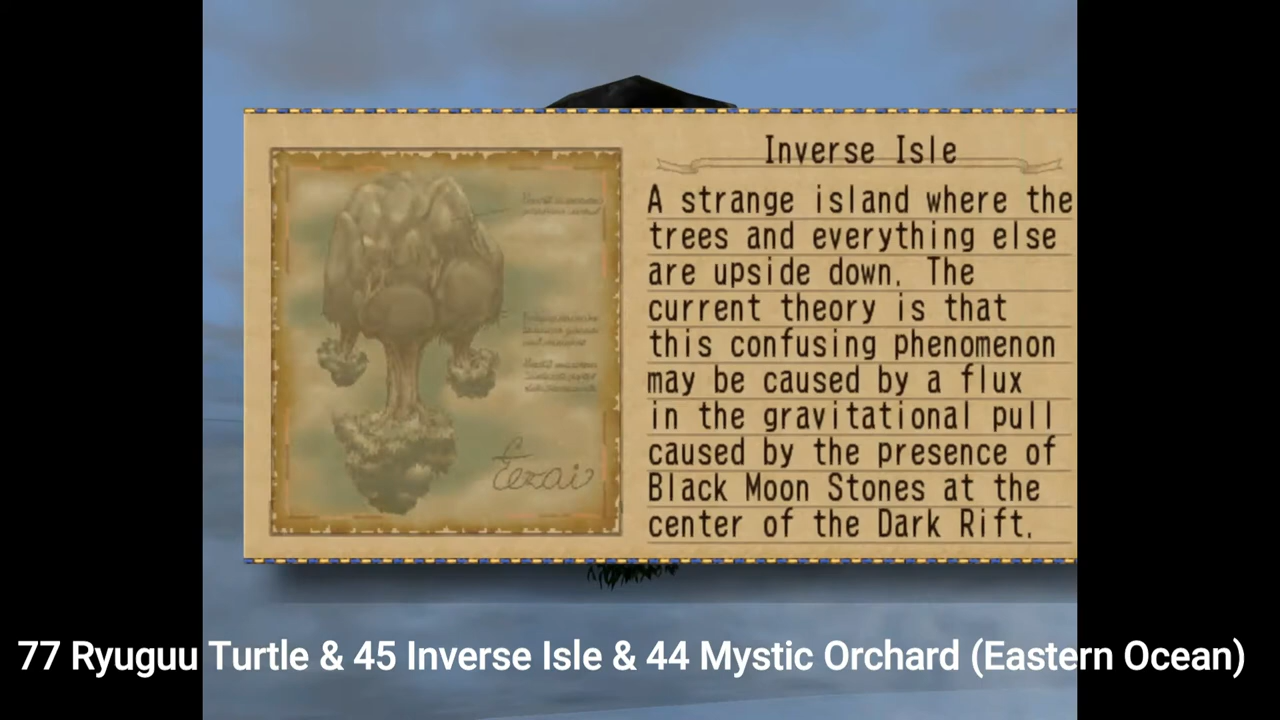 Inverse Isle
A strange island where the
trees and everything else
are upside down. The
current theory is that
this confusing phenomenon
may be caused by a flux
in the gravitational pull
caused by the presence of
Black Moon Stones at the
center of the Dark Rift.
77 Ryuguu Turtle & 45 Inverse Isle & 44 Mystic Orchard (Eastern Ocean)